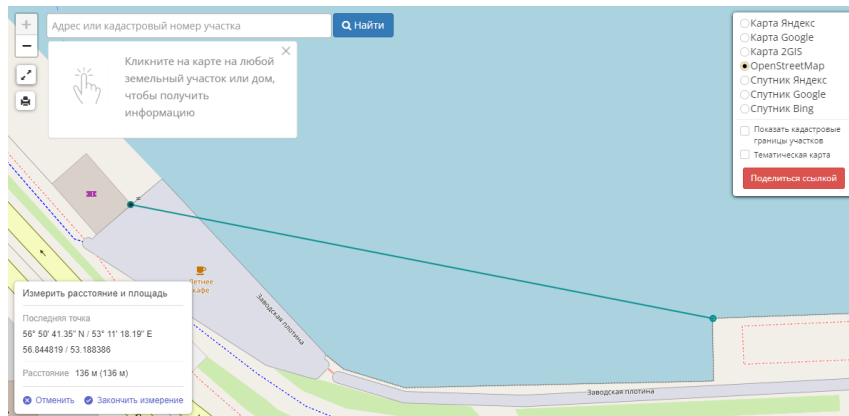 +
Адрес или кадастровый номер участка
Найти
−
Кликните на карте на любой
земельный участок или дом,
чтобы получить
информацию
Карта Яндекс
Карта Google
Карта 2GIS
OpenStreetMap
Спутник Яндекс
Спутник Google
Спутник Bing
Показать кадастровые
границы участков
Тематическая карта
Поделиться ссылкой
Летнее
кафе
Заводская плотина
Заводская плотина
Измерить расстояние и площадь
Последняя точка
56° 50' 41.35" N / 53° 11' 18.19" E
56.844819 / 53.188386
Расстояние 136 м (136 м)
Отменить Закончить измерение